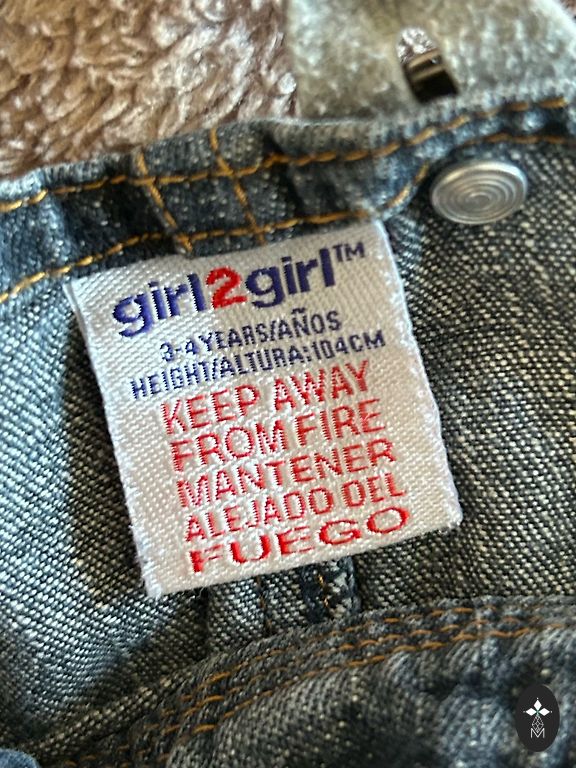 girl2girl™
3-4 YEARS/AÑOS
HEIGHT/ALTURA:104CM
KEEP AWAY
FROM FIRE
MANTENER
ALEJADO DEL
FUEGO
M